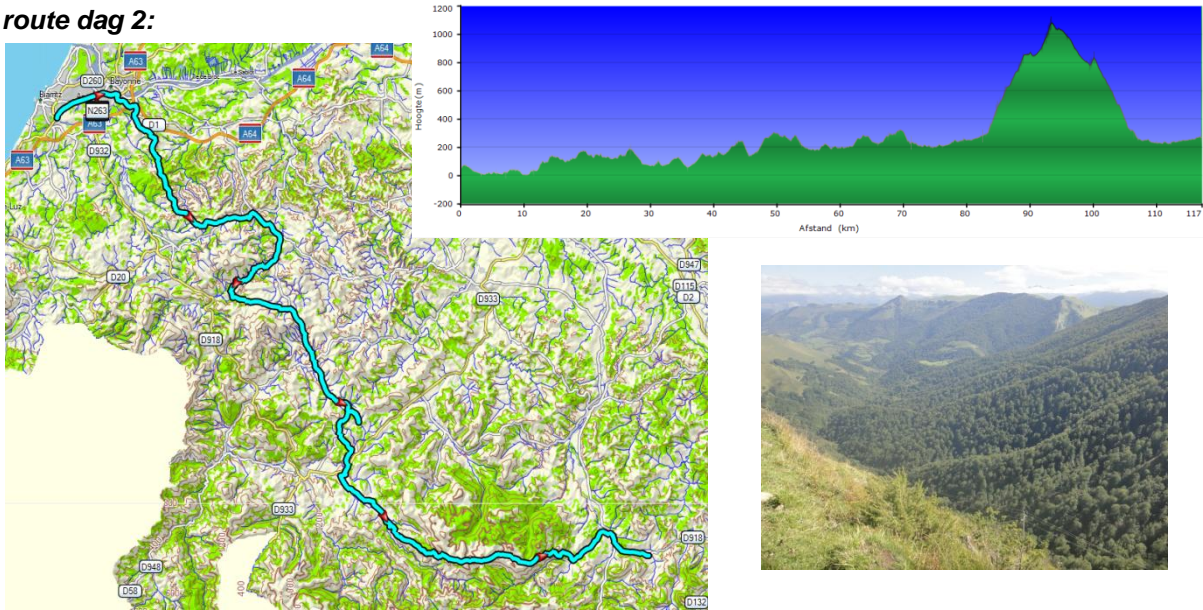 route dag 2:
1200
1000
800
600
400
200
0
-200
Hoogte(m)
0 10 20 30 40 50 60 70 80 90 100 110 117
Afstand (km)
A63
A64
A64
D260
Bayonne
Biarritz
N263
A63
D1
A64
D932
A63
Luz
D947
D115
D2
D20
D933
D918
D933
D918
D948
D58
400
D132